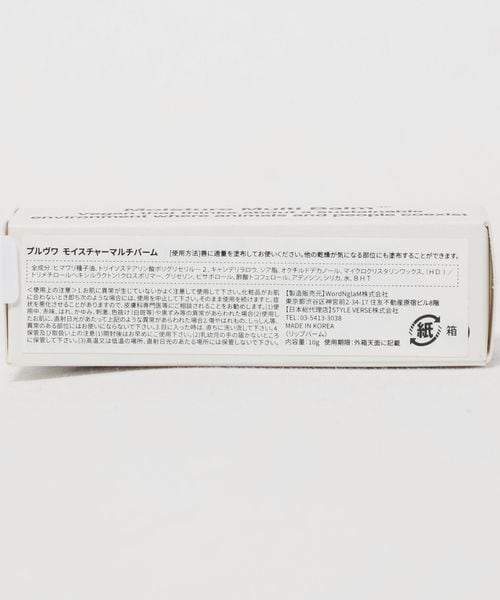 Moisture Multi Balm
Vegan that thinks about a sustainable
environment where animals and people coexist
プルヴワ モイスチャーマルチバーム [使用方法]唇に適量を塗布してお使いください。他の乾燥が気になる部位にも塗布することができます。
全成分:ヒマワリ種子油、トリイソステアリン酸ポリグリセリル－2、キャンデリラロウ、シア脂、オクチルドデカノール、マイクロクリスタリンワックス、(ＨＤＩ／
トリメチロールヘキシルラクトン)クロスポリマー、グリセリン、ビサボロール、酢酸トコフェロール、アデノシン、シリカ、水、ＢＨＴ
<使用上の注意>1.お肌に異常が生じていないかよく注意して使用して下さい。化粧品がお肌
に合わないとき即ち次のような場合には、使用を中止して下さい。そのまま使用を続けますと、症
状を悪化させることがありますので、皮膚科専門医等にご相談されることをお勧めします。(1)使
用中、赤味、はれ、かゆみ、刺激、色抜け(白斑等)や黒ずみ等の異常があらわれた場合(2)使用し
たお肌に、直射日光があたって上記のような異常があらわれた場合2.傷やはれもの、しっしん等、
異常のある部位にはお使いにならないで下さい。3.目に入った時は、直ちに洗い流して下さい。4.
保管及び取扱い上の注意(1)開封後はお早めにご使用下さい。(2)乳幼児の手の届かないところ
に保管して下さい。(3)高温又は低温の場所、直射日光のあたる場所には保管しないで下さい。
【製造販売元】WordNglaM株式会社
東京都渋谷区神宮前2-34-17 住友不動産原宿ビル8階
【日本総代理店】STYLE VERSE株式会社
TEL: 03-5413-3038
MADE IN KOREA
(リップバーム)
内容量:10g 使用期限:外箱天面に記載
紙 箱